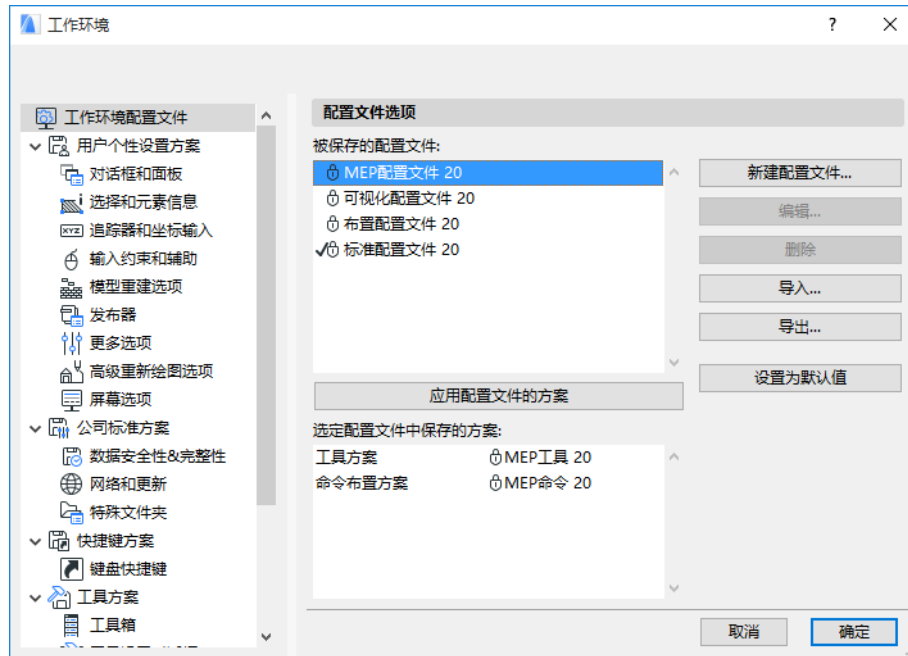 工作环境
工作环境配置文件
用户个性设置方案
对话框和面板
选择和元素信息
追踪器和坐标输入
输入约束和辅助
模型重建选项
发布器
更多选项
高级重新绘图选项
屏幕选项
公司标准方案
数据安全性&完整性
网络和更新
特殊文件夹
快捷键方案
键盘快捷键
工具方案
工具箱
配置文件选项
被保存的配置文件:
MEP配置文件 20
可视化配置文件 20
布置配置文件 20
标准配置文件 20
新建配置文件...
编辑...
删除
导入...
导出...
设置为默认值
应用配置文件的方案
选定配置文件中保存的方案:
工具方案 MEP工具 20
命令布置方案 MEP命令 20
取消 确定